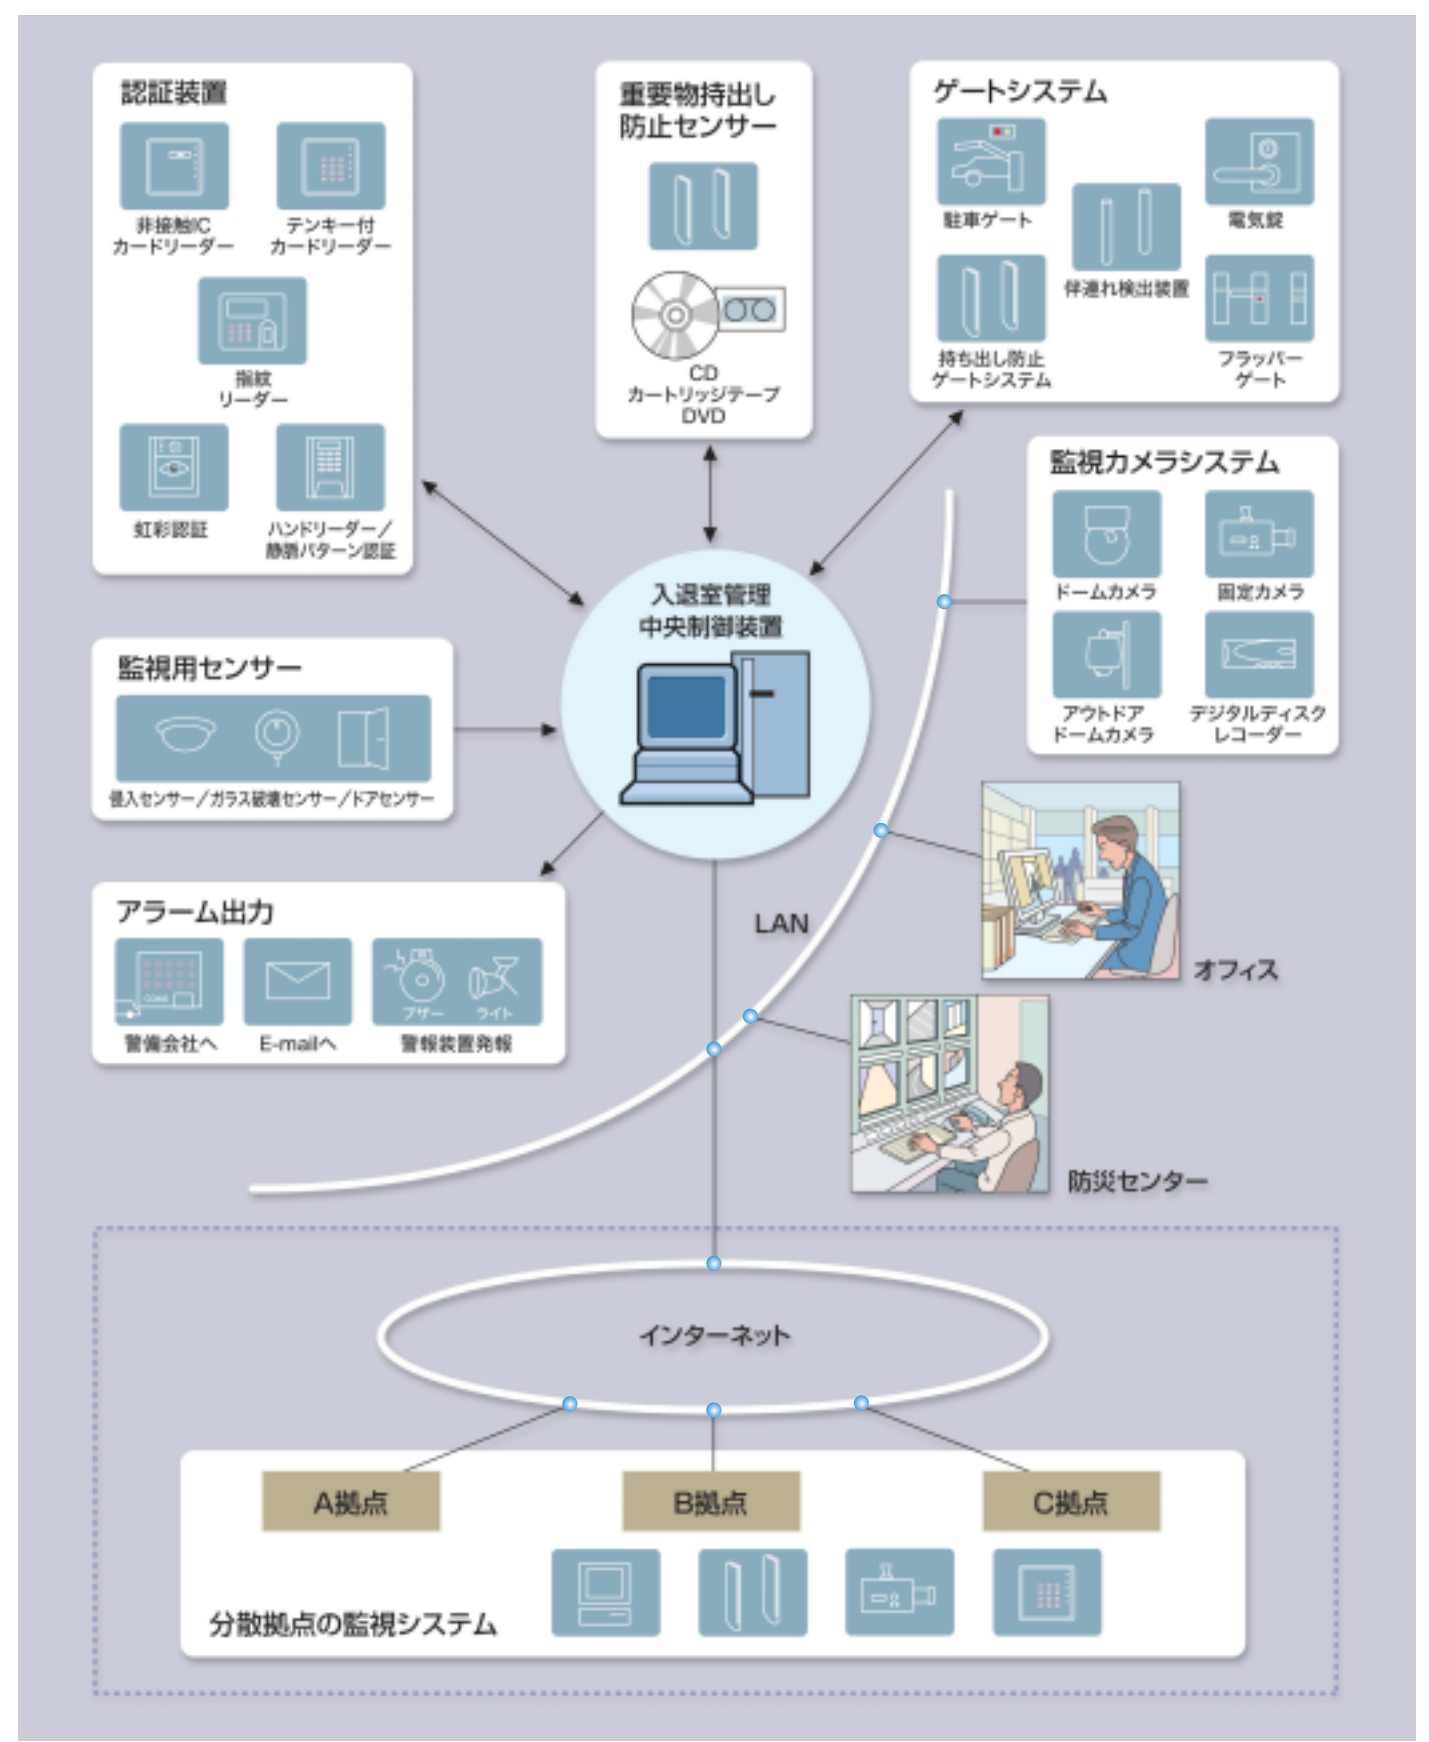 認証装置
非接触IC
カードリーダー
テンキー付
カードリーダー
指紋
リーダー
虹彩認証
ハンドリーダー／
静脈パターン認証
重要物持出し
防止センサー
CD
カートリッジテープ
DVD
ゲートシステム
駐車ゲート
電気錠
伴連れ検出装置
持ち出し防止
ゲートシステム
フラッパー
ゲート
監視カメラシステム
ドームカメラ
固定カメラ
アウトドア
ドームカメラ
デジタルディスク
レコーダー
入退室管理
中央制御装置
監視用センサー
侵入センサー／ガラス破壊センサー／ドアセンサー
アラーム出力
ブザー
ライト
警備会社へ
E-mailへ
警報装置発報
LAN
オフィス
防災センター
インターネット
A拠点
B拠点
C拠点
分散拠点の監視システム